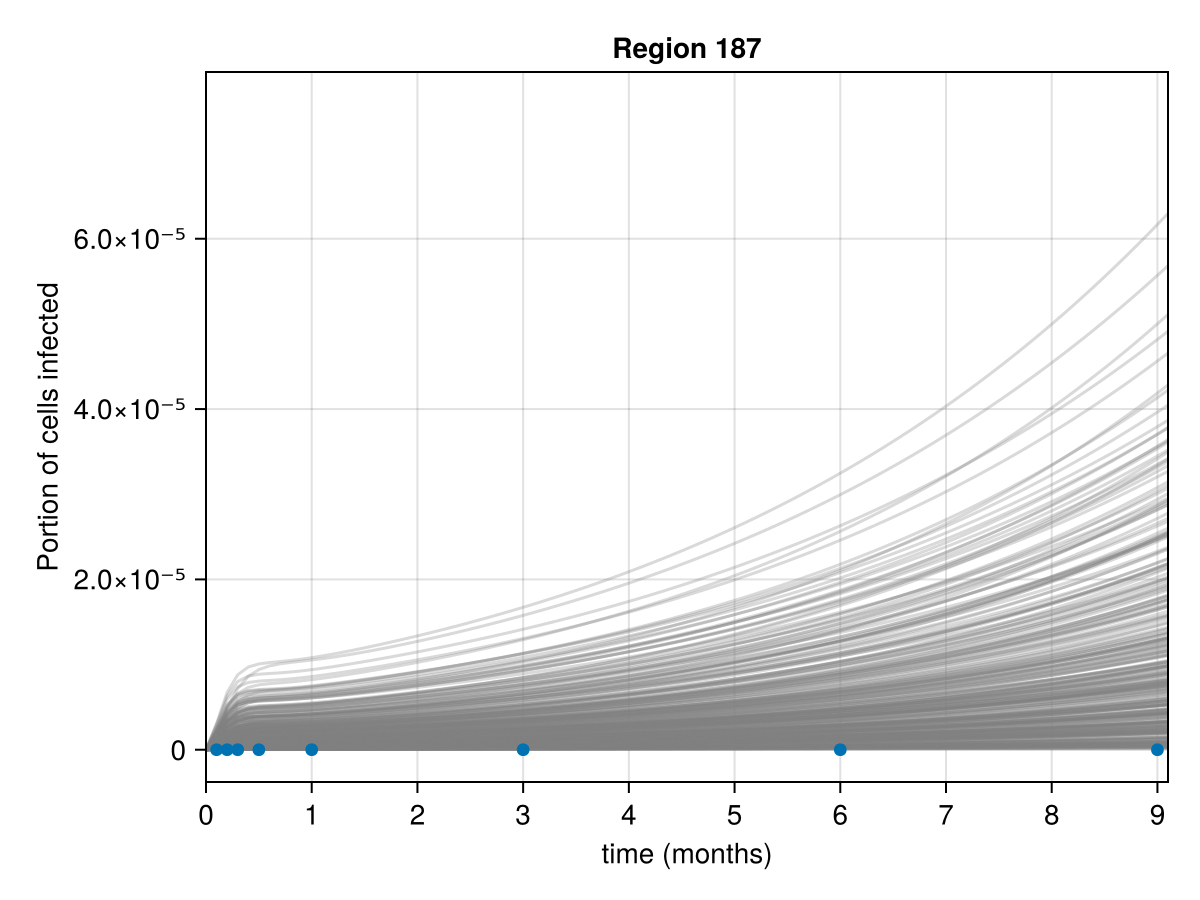 Region 187
Portion of cells infected
6.0×10⁻⁵
4.0×10⁻⁵
2.0×10⁻⁵
0
0 1 2 3 4 5 6 7 8 9
time (months)